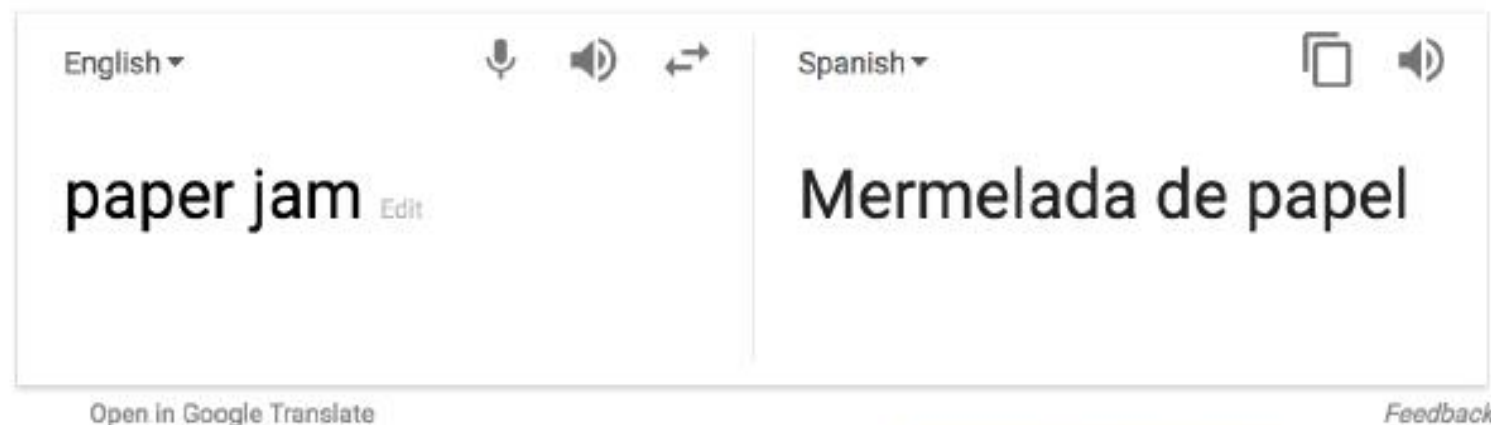 English
Spanish
paper jam Edit
Mermelada de papel
Open in Google Translate
Feedback